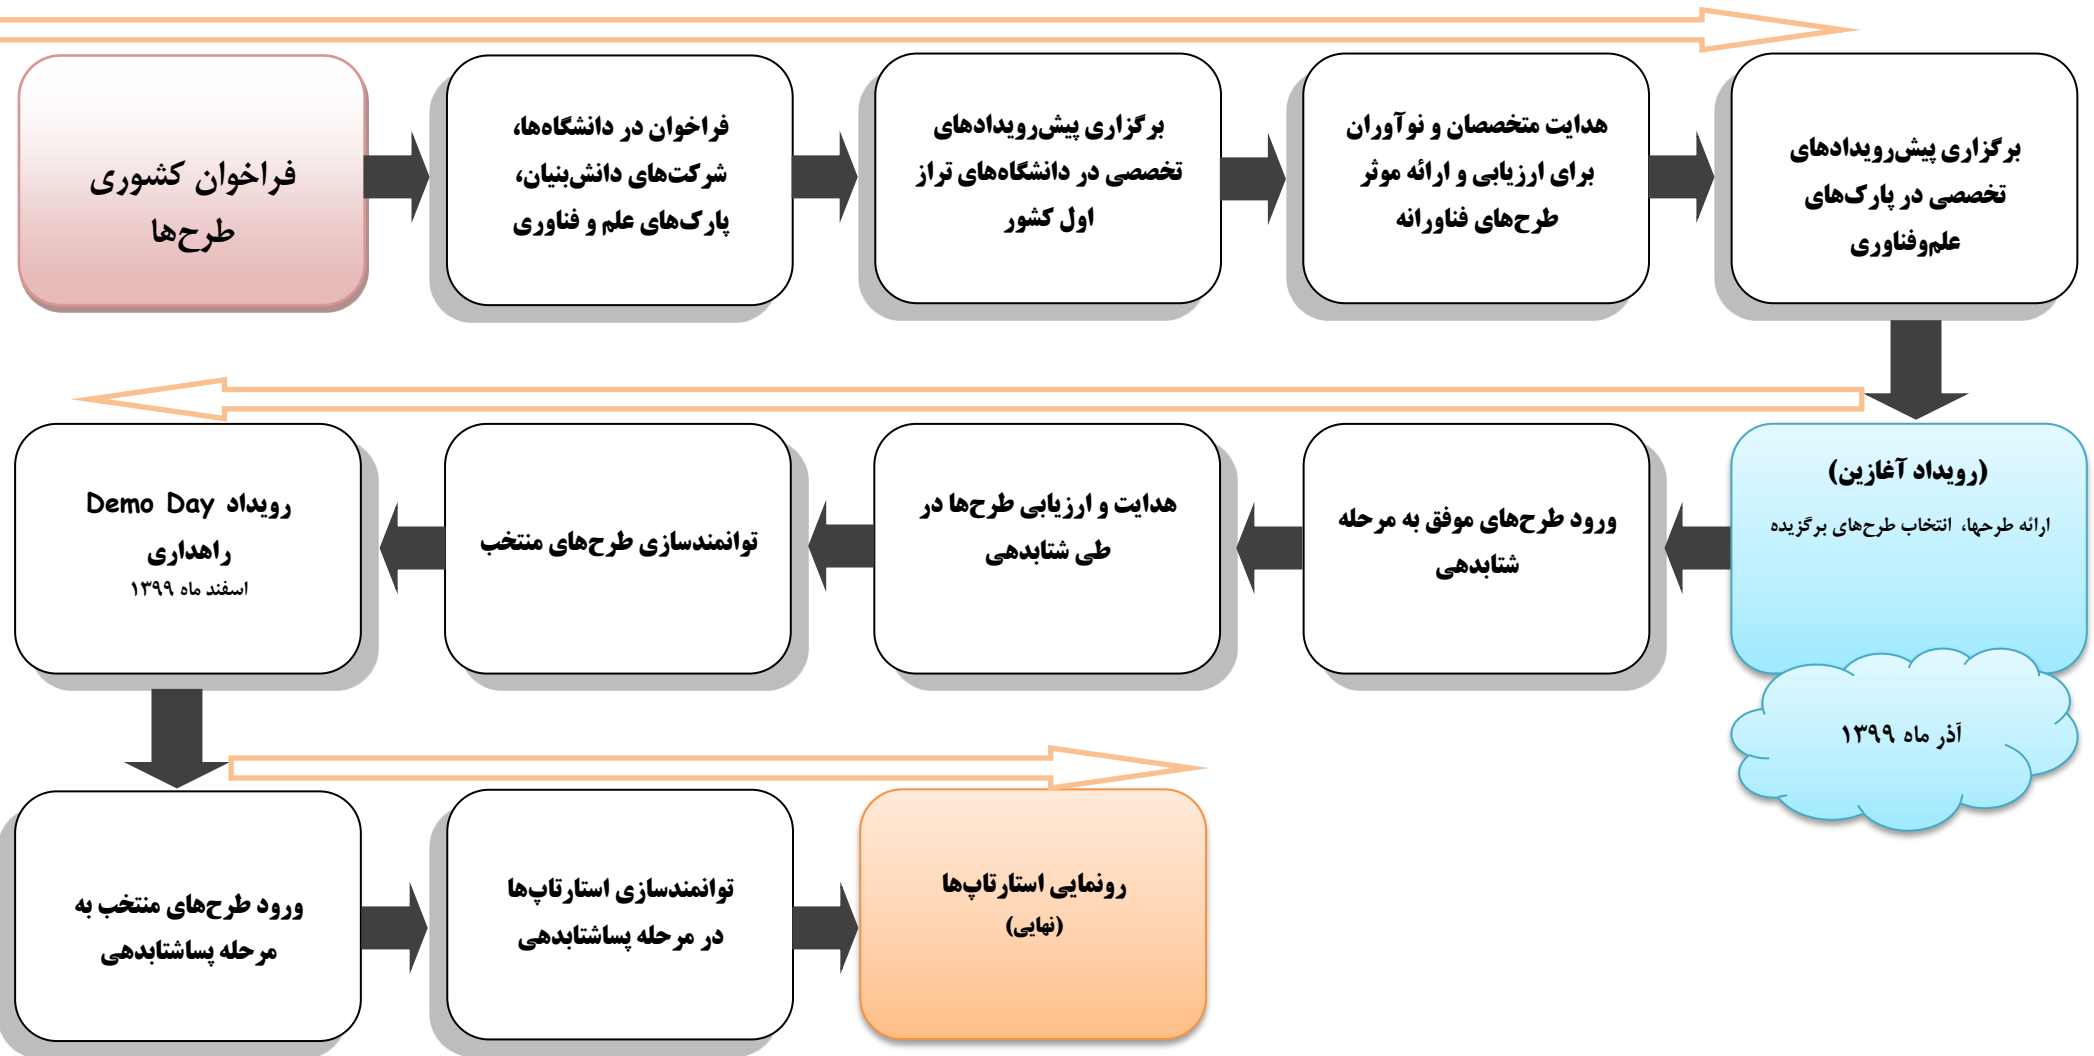 فراخوان کشوری
طرح‌ها
فراخوان در دانشگاه‌ها،
شرکت‌های دانش‌بنیان،
پارک‌های علم و فناوری
برگزاری پیش‌رویدادهای
تخصصی در دانشگاه‌های تراز
اول کشور
هدایت متخصصان و نوآوران
برای ارزیابی و ارائه موثر
طرح‌های فناورانه
برگزاری پیش‌رویدادهای
تخصصی در پارک‌های
علم‌وفناوری
(رویداد آغازین)
ارائه طرحها، انتخاب طرح‌های برگزیده
آذر ماه ۱۳۹۹
ورود طرح‌های موفق به مرحله
شتابدهی
هدایت و ارزیابی طرح‌ها در
طی شتابدهی
توانمندسازی طرح‌های منتخب
رویداد Demo Day
راهداری
اسفند ماه ۱۳۹۹
ورود طرح‌های منتخب به
مرحله پساشتابدهی
توانمندسازی استارتاپ‌ها
در مرحله پساشتابدهی
رونمایی استارتاپ‌ها
(نهایی)